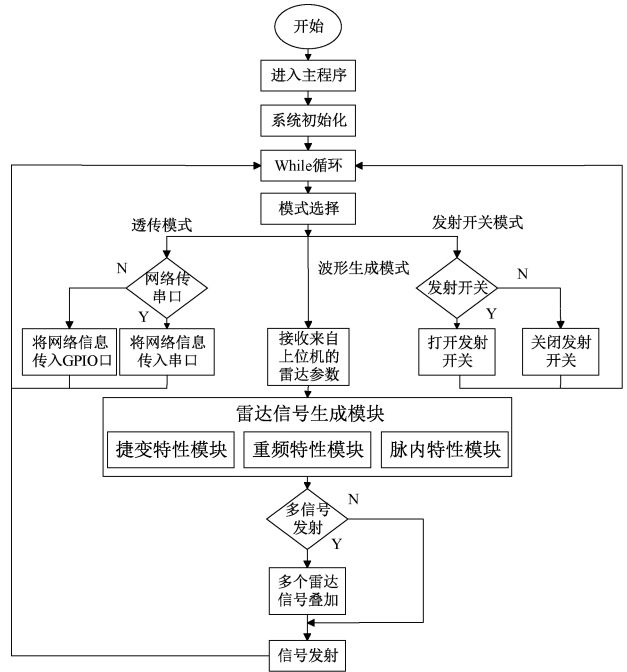 开始
进入主程序
系统初始化
While循环
模式选择
透传模式
发射开关模式
波形生成模式
N
网络传
串口
Y
发射开关
N
Y
将网络信息
传入GPIO口
将网络信息
传入串口
接收来自
上位机的
雷达参数
打开发射
开关
关闭发射
开关
雷达信号生成模块
捷变特性模块
重频特性模块
脉内特性模块
多信号
发射
N
Y
多个雷达
信号叠加
信号发射